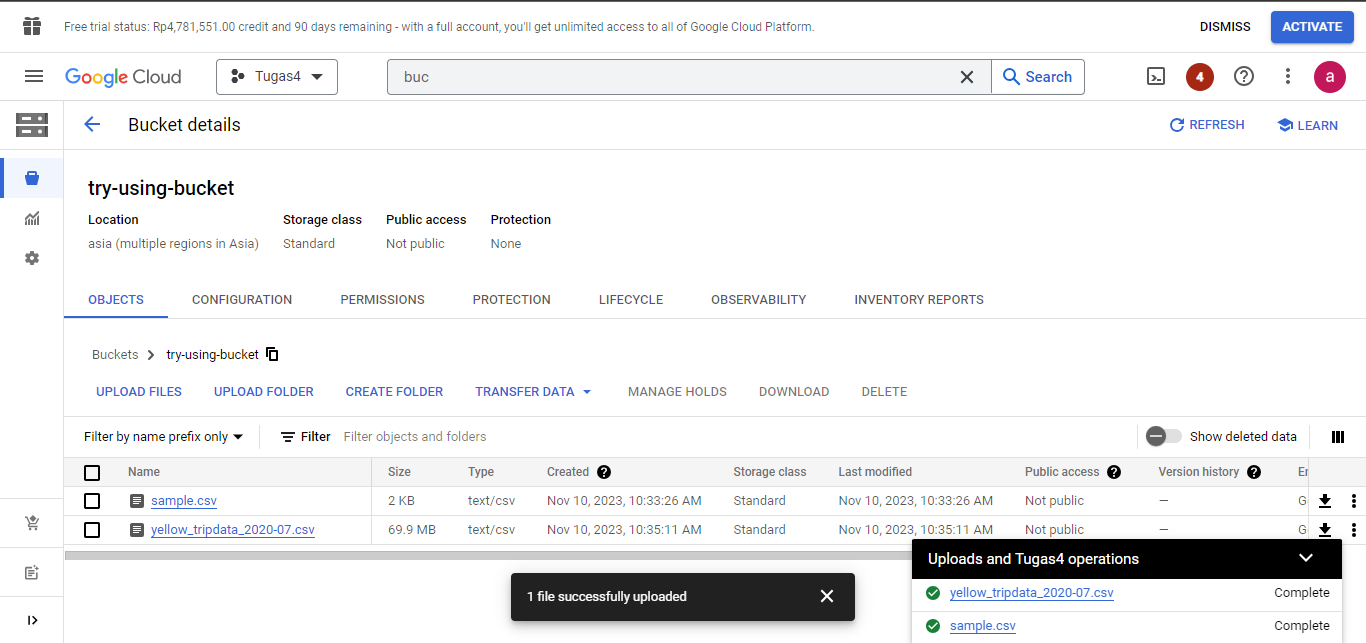 Free trial status: Rp4,781,551.00 credit and 90 days remaining - with a full account, you'll get unlimited access to all of Google Cloud Platform. DISMISS ACTIVATE
Google Cloud Tugas4 buc Search 4 a
Bucket details REFRESH LEARN
try-using-bucket
Location Storage class Public access Protection
asia (multiple regions in Asia) Standard Not public None
OBJECTS CONFIGURATION PERMISSIONS PROTECTION LIFECYCLE OBSERVABILITY INVENTORY REPORTS
Buckets try-using-bucket
UPLOAD FILES UPLOAD FOLDER CREATE FOLDER TRANSFER DATA MANAGE HOLDS DOWNLOAD DELETE
Filter by name prefix only Filter Filter objects and folders Show deleted data
Name Size Type Created Storage class Last modified Public access Version history
sample.csv 2 KB text/csv Nov 10, 2023, 10:33:26 AM Standard Nov 10, 2023, 10:33:26 AM Not public —
yellow_tripdata_2020-07.csv 69.9 MB text/csv Nov 10, 2023, 10:35:11 AM Standard Nov 10, 2023, 10:35:11 AM Not public —
Uploads and Tugas4 operations
yellow_tripdata_2020-07.csv Complete
1 file successfully uploaded
sample.csv Complete